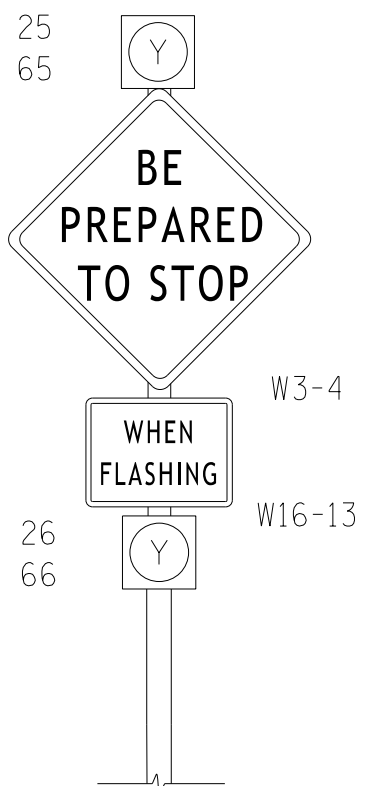 25
65
Y
BE
PREPARED
TO STOP
W3-4
WHEN
FLASHING
W16-13
26
66
Y